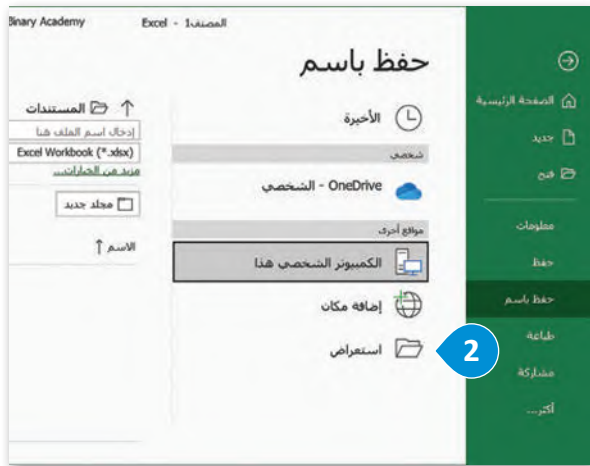 Binary Academy
المصنف1 - Excel
حفظ باسم
الصفحة الرئيسية
جديد
فتح
معلومات
حفظ
حفظ باسم
طباعة
مشاركة
أكثر...
الأخيرة
شخصي
OneDrive - الشخصي
مواقع أخرى
الكمبيوتر الشخصي هذا
إضافة مكان
استعراض
2
المستندات
إدخال اسم الملف هنا
Excel Workbook (*.xlsx)
مزيد من الخيارات...
مجلد جديد
الاسم